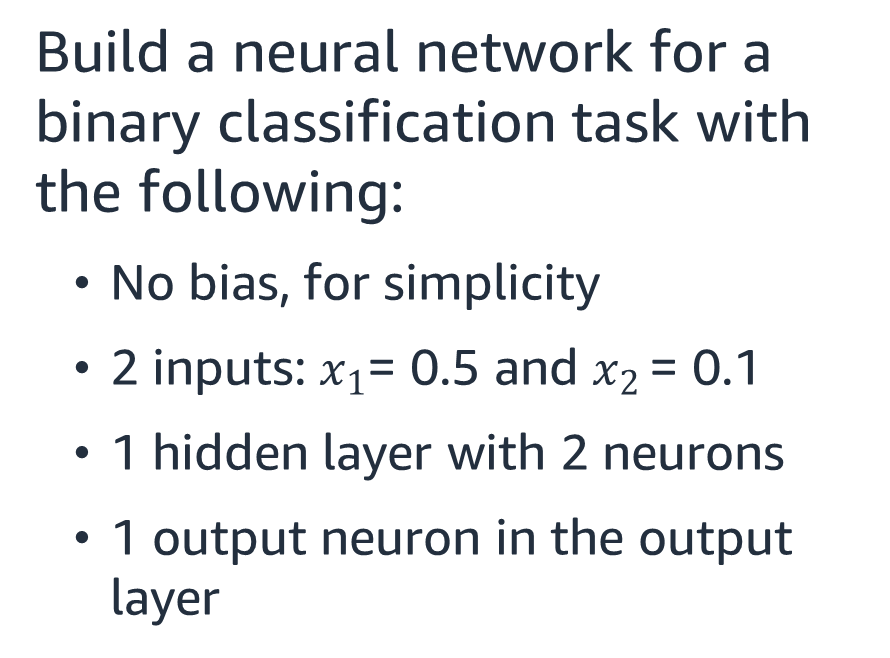 Build a neural network for a
binary classification task with
the following:
• No bias, for simplicity
• 2 inputs: 𝑥₁= 0.5 and 𝑥₂ = 0.1
• 1 hidden layer with 2 neurons
• 1 output neuron in the output
layer